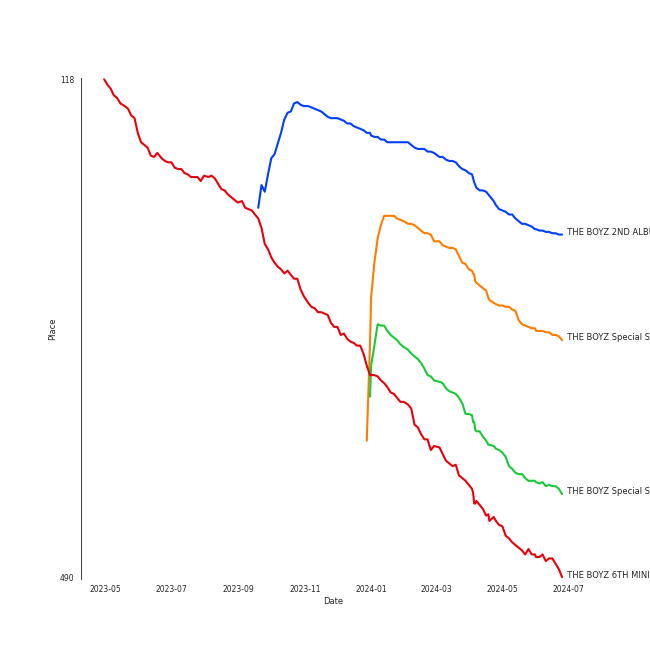 118
THE BOYZ 2ND ALBU
Place
THE BOYZ Special S
THE BOYZ Special S
THE BOYZ 6TH MINI
490
2023-05 2023-07 2023-09 2023-11 2024-01 2024-03 2024-05 2024-07
Date